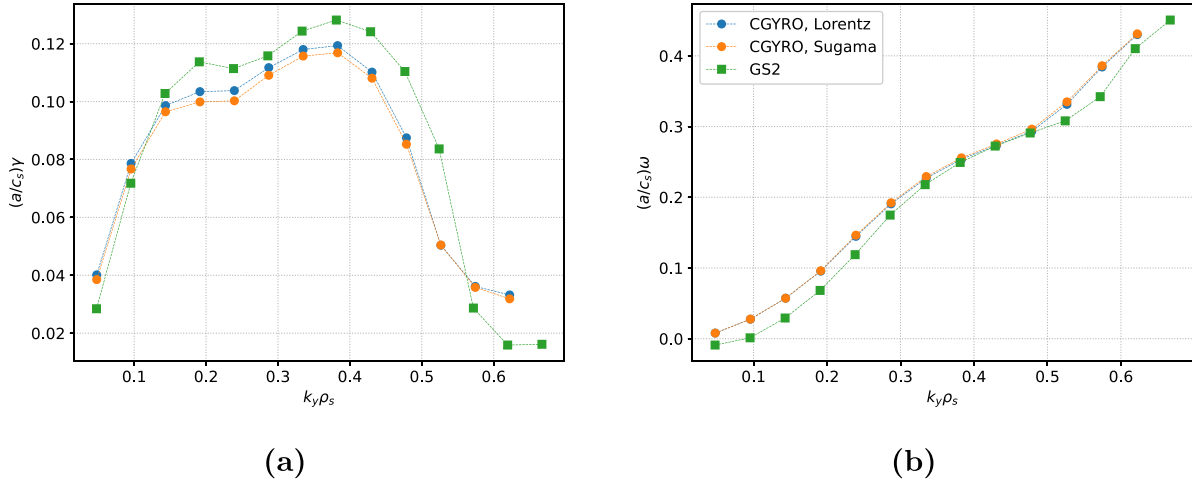 0.12
0.10
0.08
0.06
0.04
0.02
(a/c_s)γ
0.1 0.2 0.3 0.4 0.5 0.6
k_yρ_s
(a)
CGYRO, Lorentz
CGYRO, Sugama
GS2
0.4
0.3
0.2
0.1
0.0
(a/c_s)ω
0.1 0.2 0.3 0.4 0.5 0.6
k_yρ_s
(b)